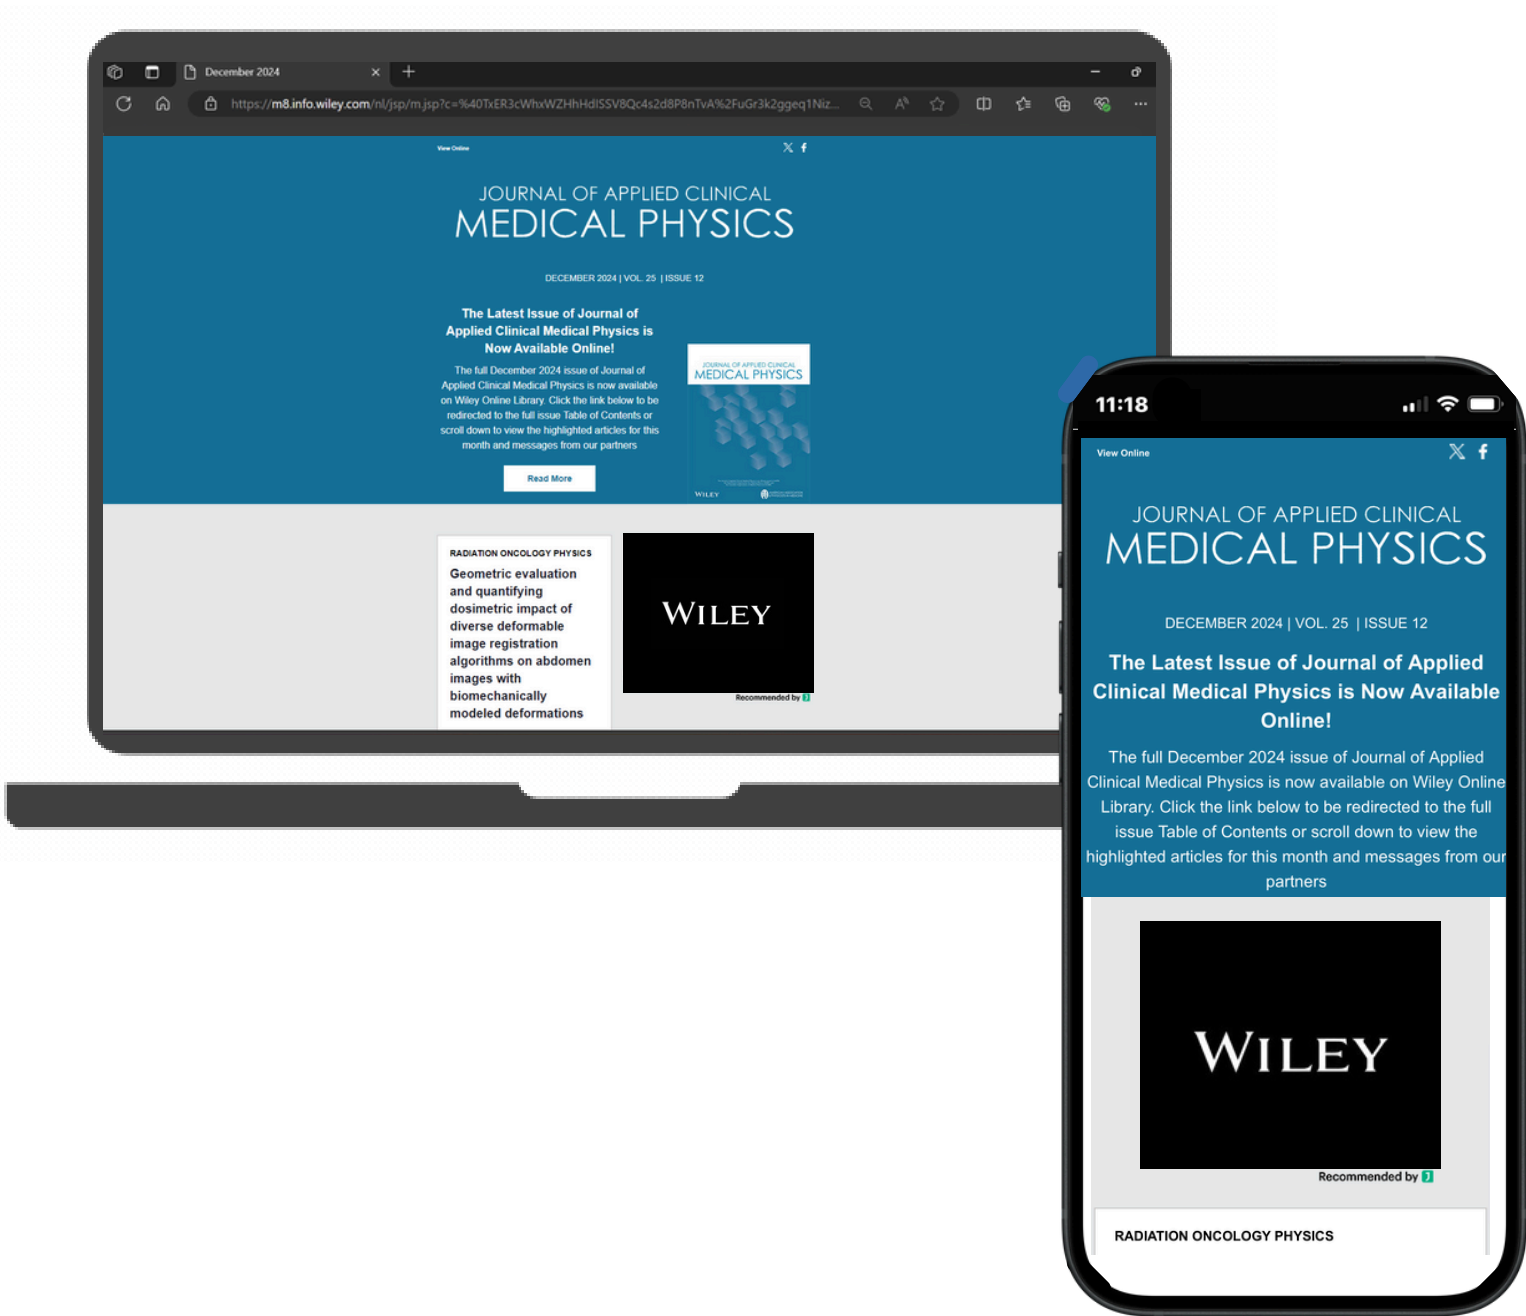 December 2024
https://m8.info.wiley.com/nl/jsp/m.jsp?c=%40TxER3cWhxWZHhHdISSV8Qc4s2d8P8nTvA%2FuGr3k2ggeq1Niz...
View Online
JOURNAL OF APPLIED CLINICAL
MEDICAL PHYSICS
DECEMBER 2024 | VOL. 25 | ISSUE 12
The Latest Issue of Journal of
Applied Clinical Medical Physics is
Now Available Online!
The full December 2024 issue of Journal of
Applied Clinical Medical Physics is now available
on Wiley Online Library. Click the link below to be
redirected to the full issue Table of Contents or
scroll down to view the highlighted articles for this
month and messages from our partners
Read More
JOURNAL OF APPLIED CLINICAL
MEDICAL PHYSICS
WILEY
RADIATION ONCOLOGY PHYSICS
Geometric evaluation
and quantifying
dosimetric impact of
diverse deformable
image registration
algorithms on abdomen
images with
biomechanically
modeled deformations
WILEY
Recommended by
11:18
View Online
JOURNAL OF APPLIED CLINICAL
MEDICAL PHYSICS
DECEMBER 2024 | VOL. 25 | ISSUE 12
The Latest Issue of Journal of Applied
Clinical Medical Physics is Now Available
Online!
The full December 2024 issue of Journal of Applied
Clinical Medical Physics is now available on Wiley Online
Library. Click the link below to be redirected to the full
issue Table of Contents or scroll down to view the
highlighted articles for this month and messages from our
partners
WILEY
Recommended by
RADIATION ONCOLOGY PHYSICS